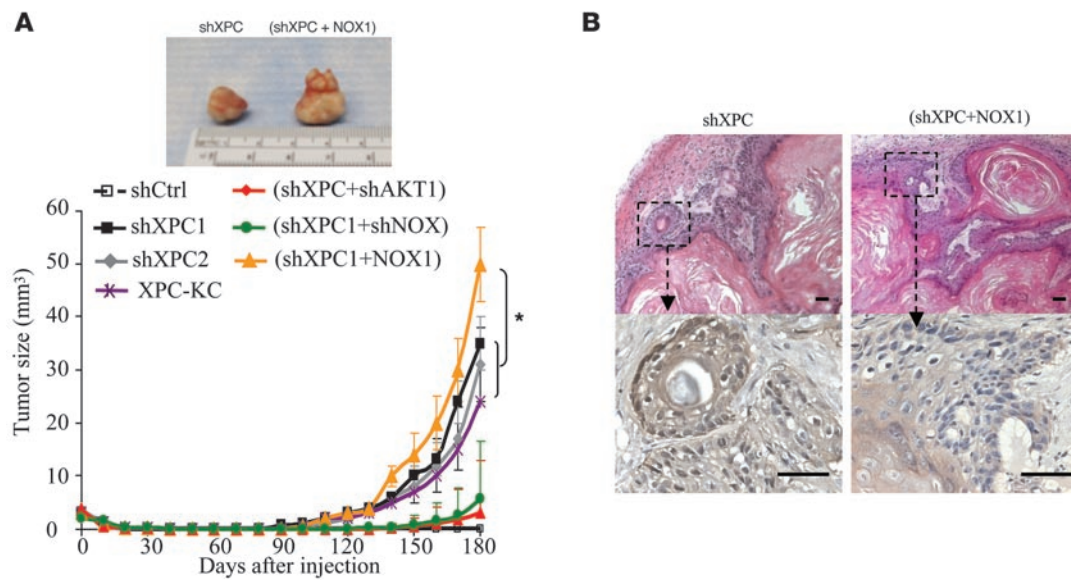 A
shXPC (shXPC + NOX1)
shCtrl (shXPC+shAKT1)
shXPC1 (shXPC1+shNOX)
shXPC2 (shXPC1+NOX1)
XPC-KC
Tumor size (mm³)
60
50
40
30
20
10
0
*
0 30 60 90 120 150 180
Days after injection
B
shXPC (shXPC+NOX1)